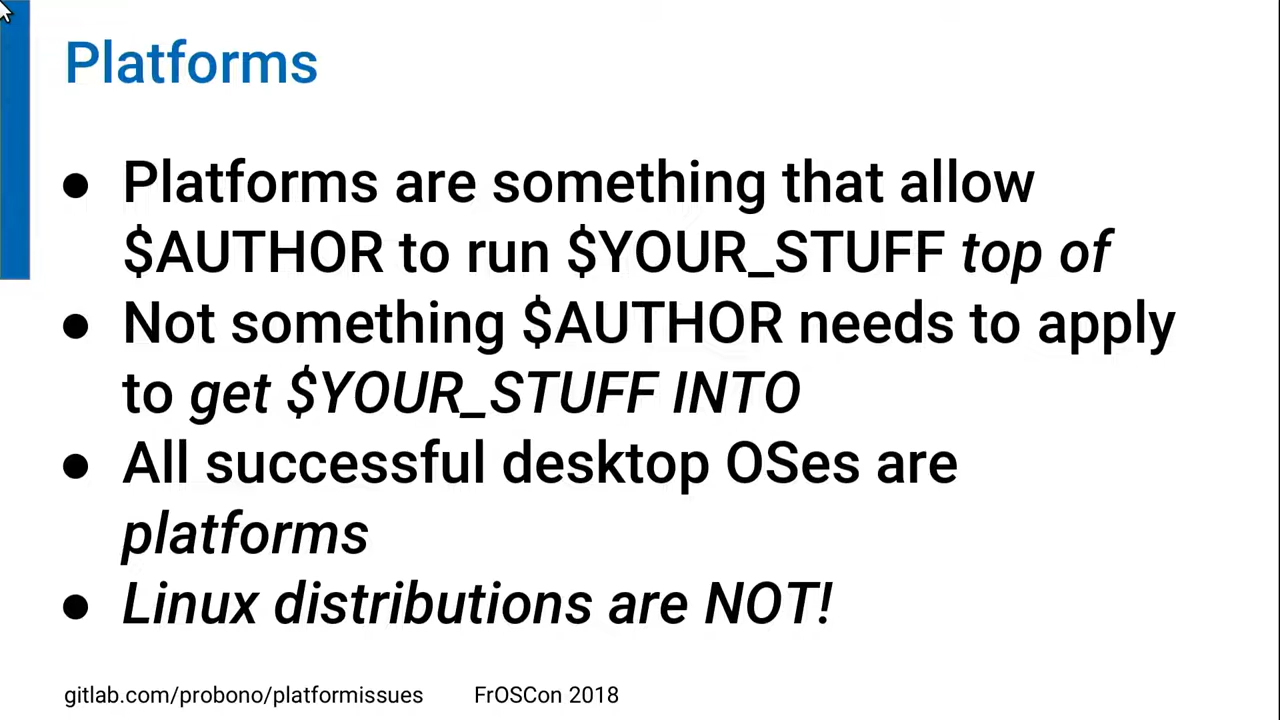 Platforms
● Platforms are something that allow
$AUTHOR to run $YOUR_STUFF top of
● Not something $AUTHOR needs to apply
to get $YOUR_STUFF INTO
● All successful desktop OSes are
platforms
● Linux distributions are NOT!
gitlab.com/probono/platformissues FrOSCon 2018